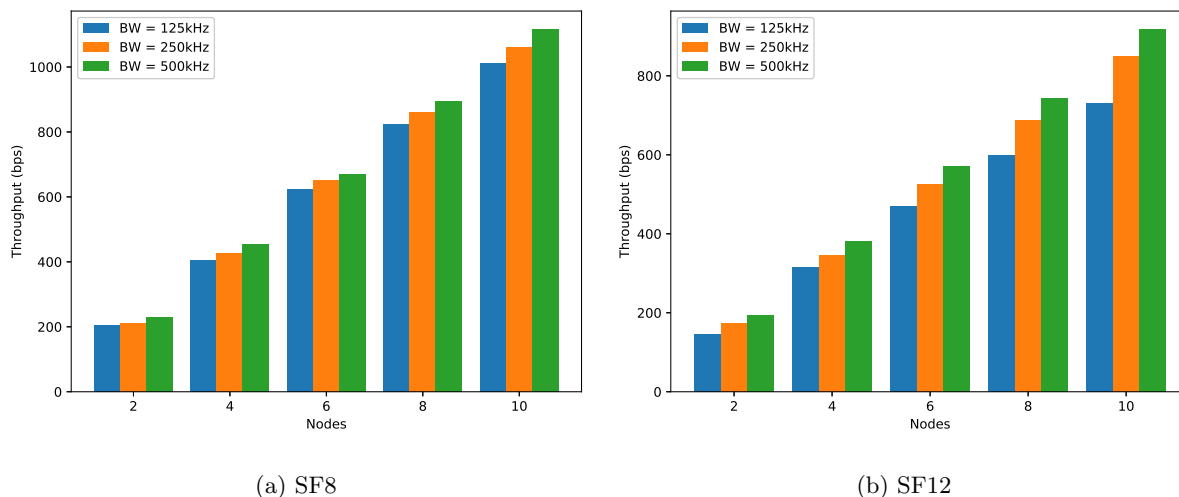 BW = 125kHz
BW = 250kHz
BW = 500kHz
Throughput (bps)
1000
800
600
400
200
0
2 4 6 8 10
Nodes
(a) SF8
BW = 125kHz
BW = 250kHz
BW = 500kHz
Throughput (bps)
800
600
400
200
0
2 4 6 8 10
Nodes
(b) SF12